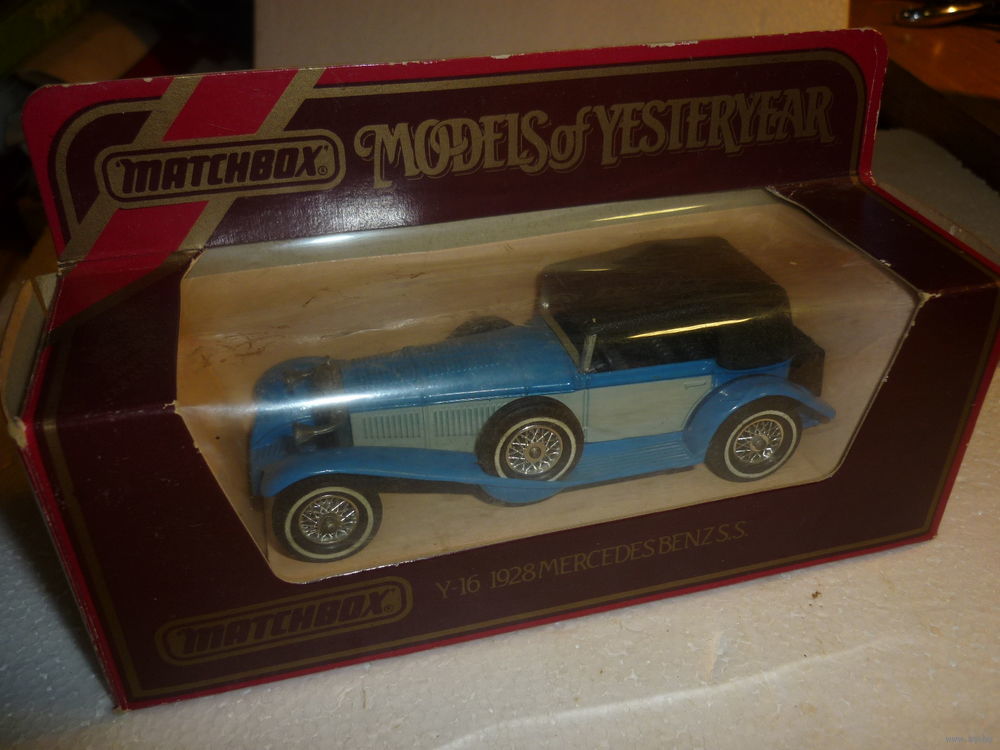 "MATCHBOX"®
MODELS of YESTERYEAR
Y-16 1928 MERCEDES BENZ S.S.
"MATCHBOX"®